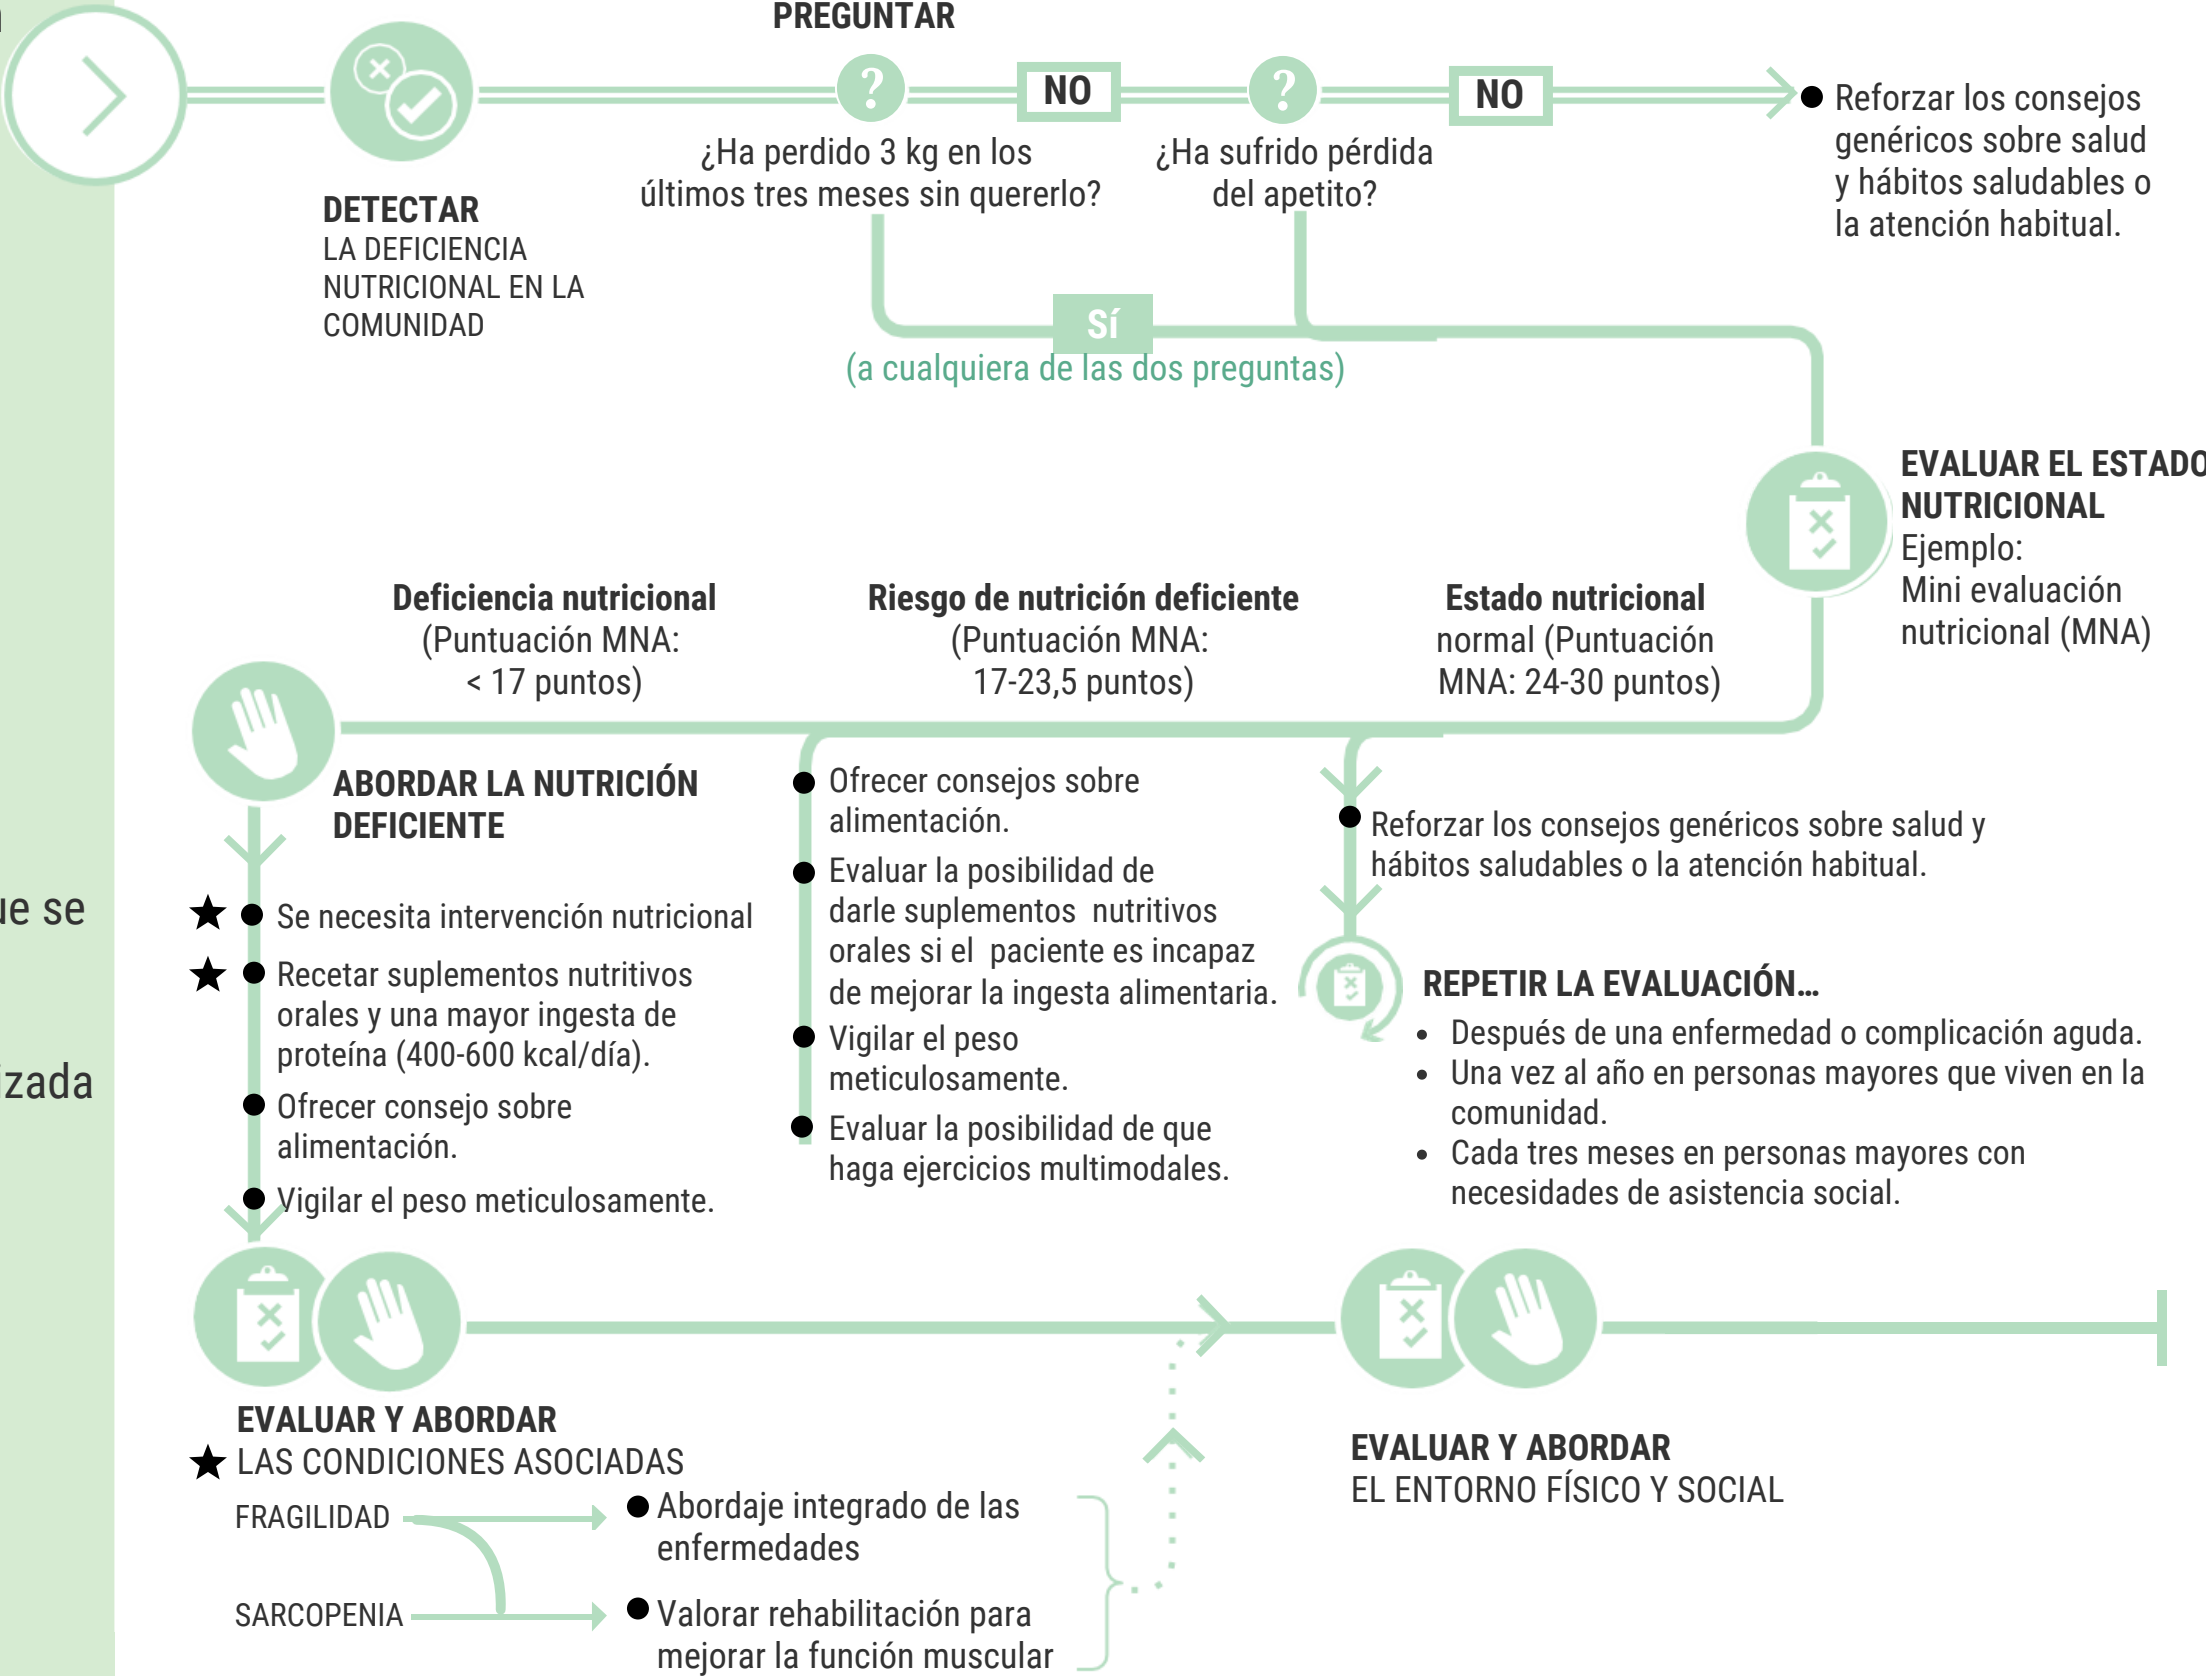 PREGUNTAR
NO
NO
¿Ha perdido 3 kg en los
últimos tres meses sin quererlo?
¿Ha sufrido pérdida
del apetito?
Reforzar los consejos
genéricos sobre salud
y hábitos saludables o
la atención habitual.
DETECTAR
LA DEFICIENCIA
NUTRICIONAL EN LA
COMUNIDAD
Sí
(a cualquiera de las dos preguntas)
EVALUAR EL ESTADO
NUTRICIONAL
Ejemplo:
Mini evaluación
nutricional (MNA)
Deficiencia nutricional
(Puntuación MNA:
< 17 puntos)
Riesgo de nutrición deficiente
(Puntuación MNA:
17-23,5 puntos)
Estado nutricional
normal (Puntuación
MNA: 24-30 puntos)
ABORDAR LA NUTRICIÓN
DEFICIENTE
Se necesita intervención nutricional
Recetar suplementos nutritivos
orales y una mayor ingesta de
proteína (400-600 kcal/día).
Ofrecer consejo sobre
alimentación.
Vigilar el peso meticulosamente.
Ofrecer consejos sobre
alimentación.
Evaluar la posibilidad de
darle suplementos nutritivos
orales si el paciente es incapaz
de mejorar la ingesta alimentaria.
Vigilar el peso
meticulosamente.
Evaluar la posibilidad de que
haga ejercicios multimodales.
Reforzar los consejos genéricos sobre salud y
hábitos saludables o la atención habitual.
REPETIR LA EVALUACIÓN...
Después de una enfermedad o complicación aguda.
Una vez al año en personas mayores que viven en la
comunidad.
Cada tres meses en personas mayores con
necesidades de asistencia social.
se
EVALUAR Y ABORDAR
LAS CONDICIONES ASOCIADAS
FRAGILIDAD
Abordaje integrado de las
enfermedades
SARCOPENIA
Valorar rehabilitación para
mejorar la función muscular
EVALUAR Y ABORDAR
EL ENTORNO FÍSICO Y SOCIAL